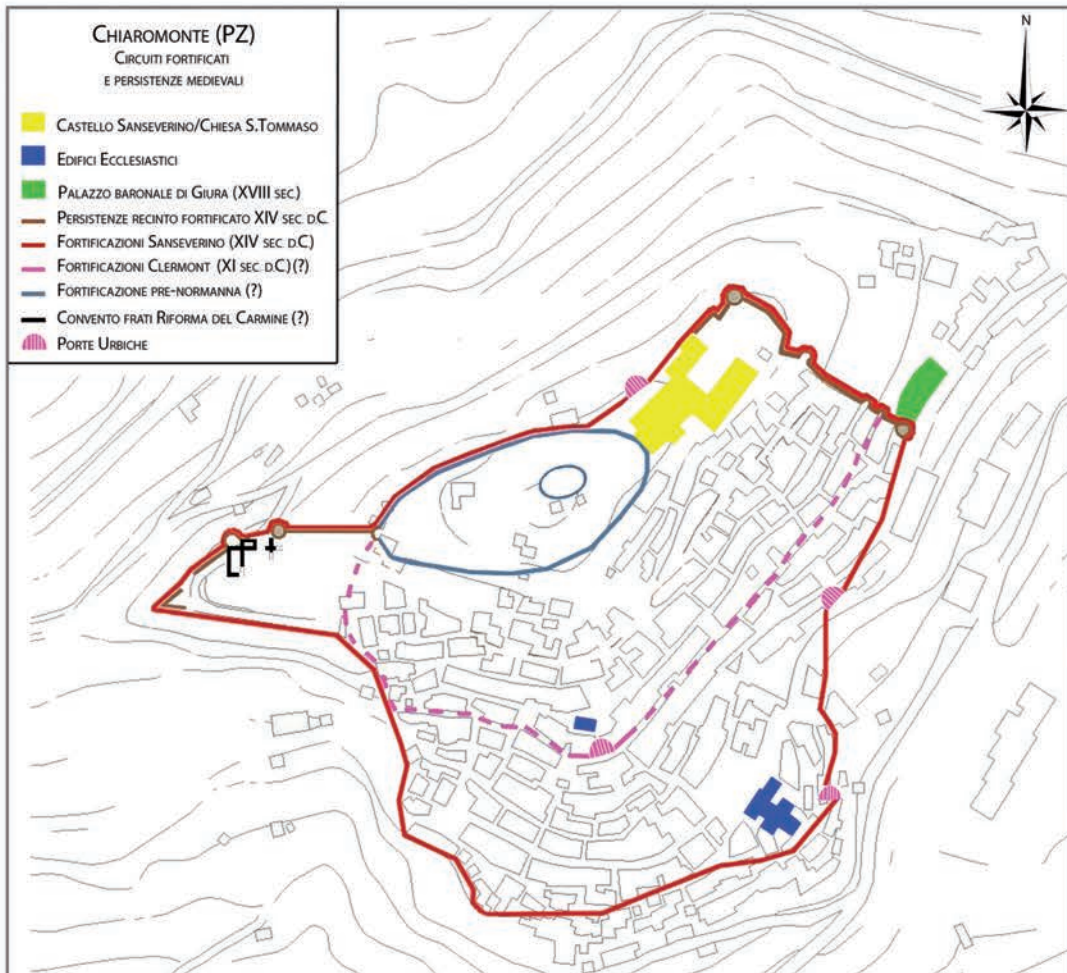 CHIAROMONTE (PZ)
CIRCUITI FORTIFICATI
E PERSISTENZE MEDIEVALI
CASTELLO SANSEVERINO/CHIESA S.TOMMASO
EDIFICI ECCLESIASTICI
PALAZZO BARONALE DI GIURA (XVIII SEC)
PERSISTENZE RECINTO FORTIFICATO XIV SEC. D.C.
FORTIFICAZIONI SANSEVERINO (XIV SEC D.C)
FORTIFICAZIONI CLERMONT (XI SEC. D.C) (?)
FORTIFICAZIONE PRE-NORMANNA (?)
CONVENTO FRATI RIFORMA DEL CARMINE (?)
PORTE URBICHE
N